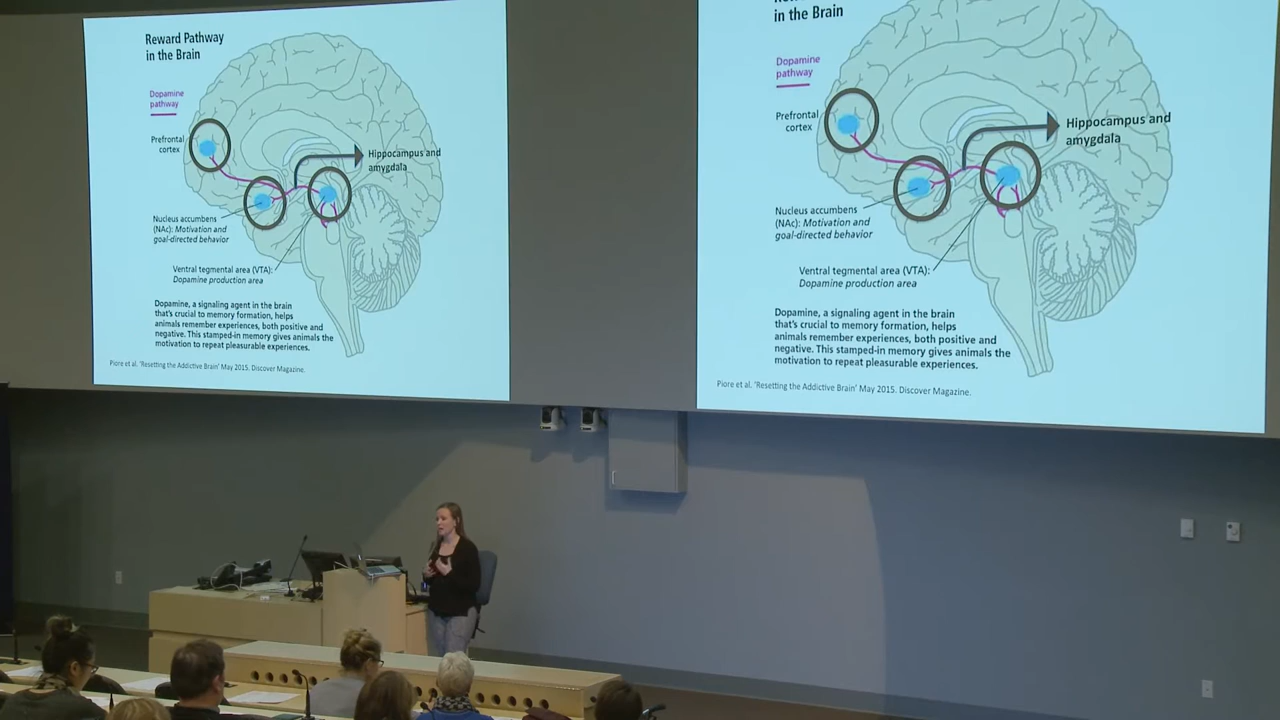 Reward Pathway
in the Brain
Dopamine
pathway
Prefrontal
cortex
Hippocampus and
amygdala
Nucleus accumbens
(NAc): Motivation and
goal-directed behavior
Ventral tegmental area (VTA):
Dopamine production area
Dopamine, a signaling agent in the brain
that's crucial to memory formation, helps
animals remember experiences, both positive and
negative. This stamped-in memory gives animals the
motivation to repeat pleasurable experiences.
Piore et al. 'Resetting the Addictive Brain' May 2015. Discover Magazine.
in the Brain
Dopamine
pathway
Prefrontal
cortex
Hippocampus and
amygdala
Nucleus accumbens
(NAc): Motivation and
goal-directed behavior
Ventral tegmental area (VTA):
Dopamine production area
Dopamine, a signaling agent in the brain
that's crucial to memory formation, helps
animals remember experiences, both positive and
negative. This stamped-in memory gives animals the
motivation to repeat pleasurable experiences.
Piore et al. 'Resetting the Addictive Brain' May 2015. Discover Magazine.